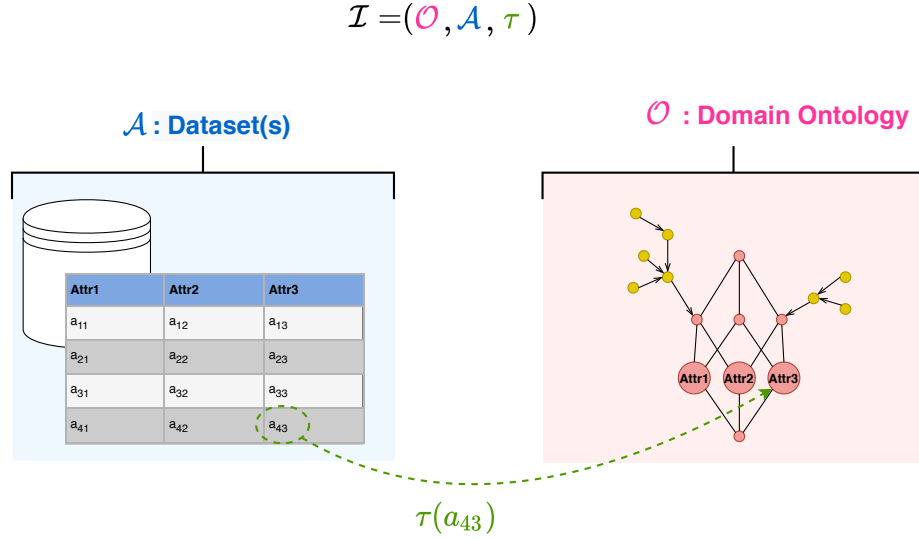 ℐ =(𝒪, 𝒜, τ)
𝒜 : Dataset(s)
𝒪 : Domain Ontology
Attr1 Attr2 Attr3
a₁₁ a₁₂ a₁₃
a₂₁ a₂₂ a₂₃
a₃₁ a₃₂ a₃₃
a₄₁ a₄₂ a₄₃
Attr1 Attr2 Attr3
τ(a₄₃)